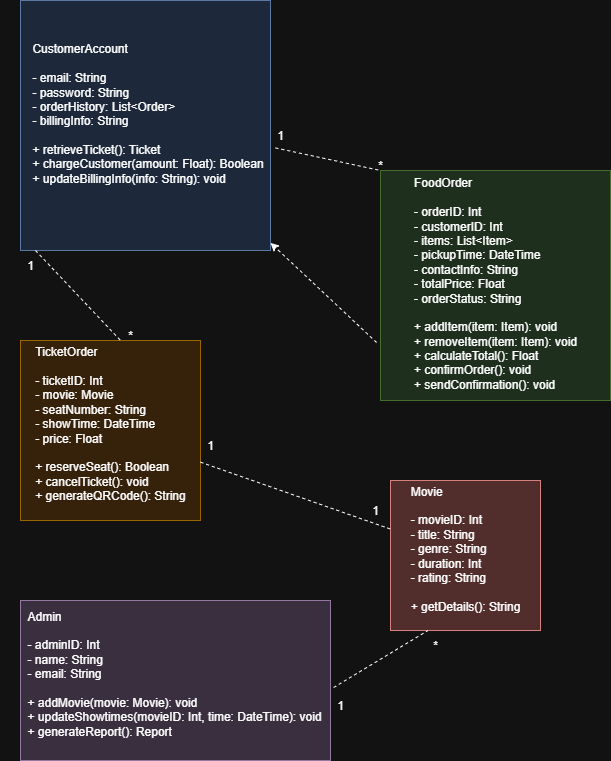 CustomerAccount
- email: String
- password: String
- orderHistory: List<Order>
- billingInfo: String
+ retrieveTicket(): Ticket
+ chargeCustomer(amount: Float): Boolean
+ updateBillingInfo(info: String): void
1
*
FoodOrder
- orderID: Int
- customerID: Int
- items: List<Item>
- pickupTime: DateTime
- contactInfo: String
- totalPrice: Float
- orderStatus: String
+ addItem(item: Item): void
+ removeItem(item: Item): void
+ calculateTotal(): Float
+ confirmOrder(): void
+ sendConfirmation(): void
1
*
TicketOrder
- ticketID: Int
- movie: Movie
- seatNumber: String
- showTime: DateTime
- price: Float
+ reserveSeat(): Boolean
+ cancelTicket(): void
+ generateQRCode(): String
1
1
Movie
- movieID: Int
- title: String
- genre: String
- duration: Int
- rating: String
+ getDetails(): String
*
1
Admin
- adminID: Int
- name: String
- email: String
+ addMovie(movie: Movie): void
+ updateShowtimes(movieID: Int, time: DateTime): void
+ generateReport(): Report